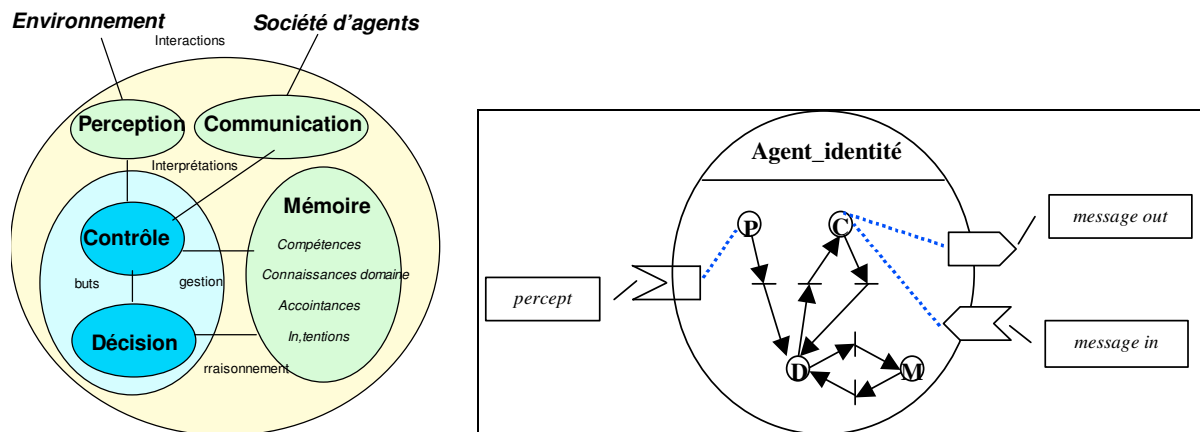 Environnement
Société d'agents
Interactions
Perception
Communication
Interprétations
Mémoire
Contrôle
Compétences
Connaissances domaine
buts
gestion
Accointances
Décision
In,tentions
rraisonnement
Agent_identité
P
C
message out
percept
message in
D
M